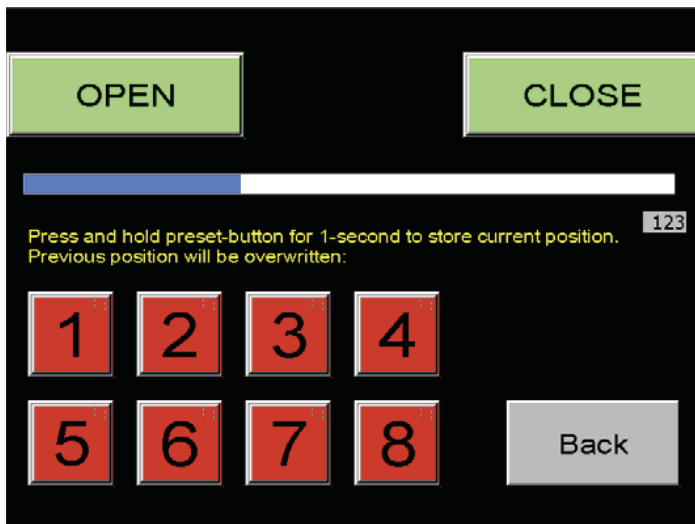 OPEN
CLOSE
123
Press and hold preset-button for 1-second to store current position.
Previous position will be overwritten:
1 2 3 4
5 6 7 8
Back